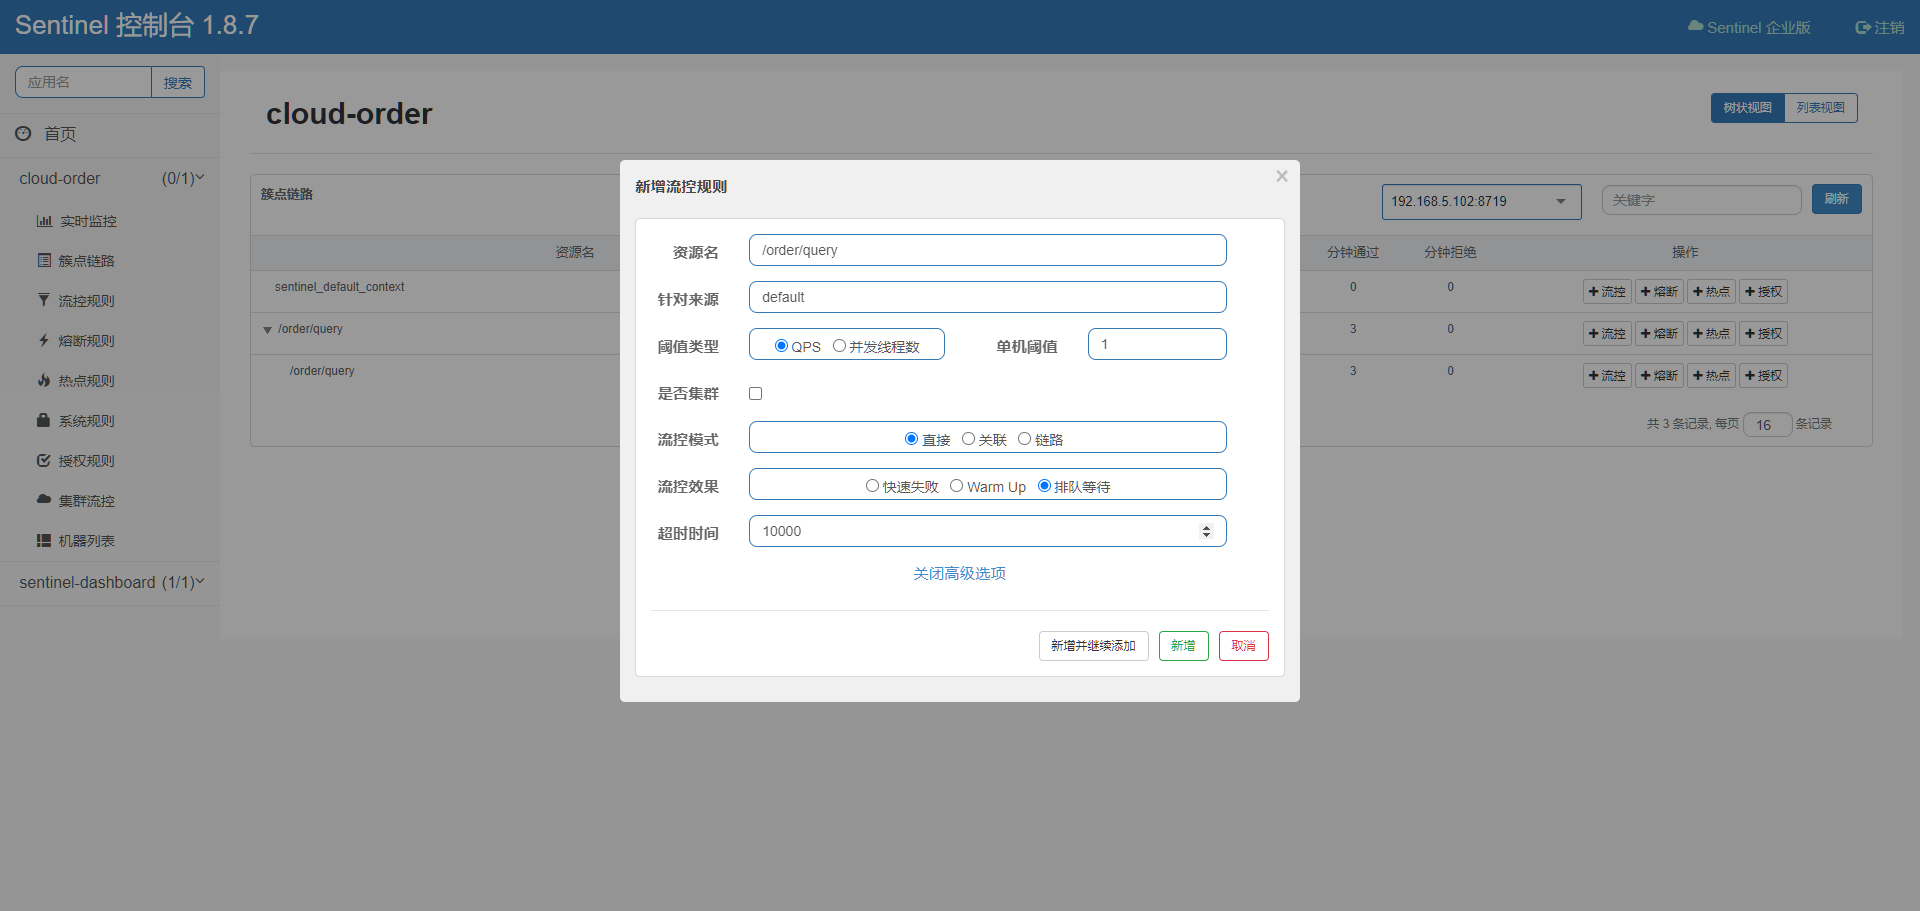 Sentinel 控制台 1.8.7
Sentinel 企业版
注销
应用名
搜索
首页
cloud-order (0/1)
实时监控
簇点链路
流控规则
熔断规则
热点规则
系统规则
授权规则
集群流控
机器列表
sentinel-dashboard (1/1)
cloud-order
树状视图
列表视图
簇点链路
192.168.5.102:8719
关键字
刷新
资源名
分钟通过
分钟拒绝
操作
sentinel_default_context
0
0
流控 熔断 热点 授权
/order/query
3
0
流控 熔断 热点 授权
/order/query
3
0
流控 熔断 热点 授权
共 3 条记录, 每页 16 条记录
新增流控规则
×
资源名 /order/query
针对来源 default
阈值类型 QPS 并发线程数 单机阈值 1
是否集群
流控模式 直接 关联 链路
流控效果 快速失败 Warm Up 排队等待
超时时间 10000
关闭高级选项
新增并继续添加 新增 取消